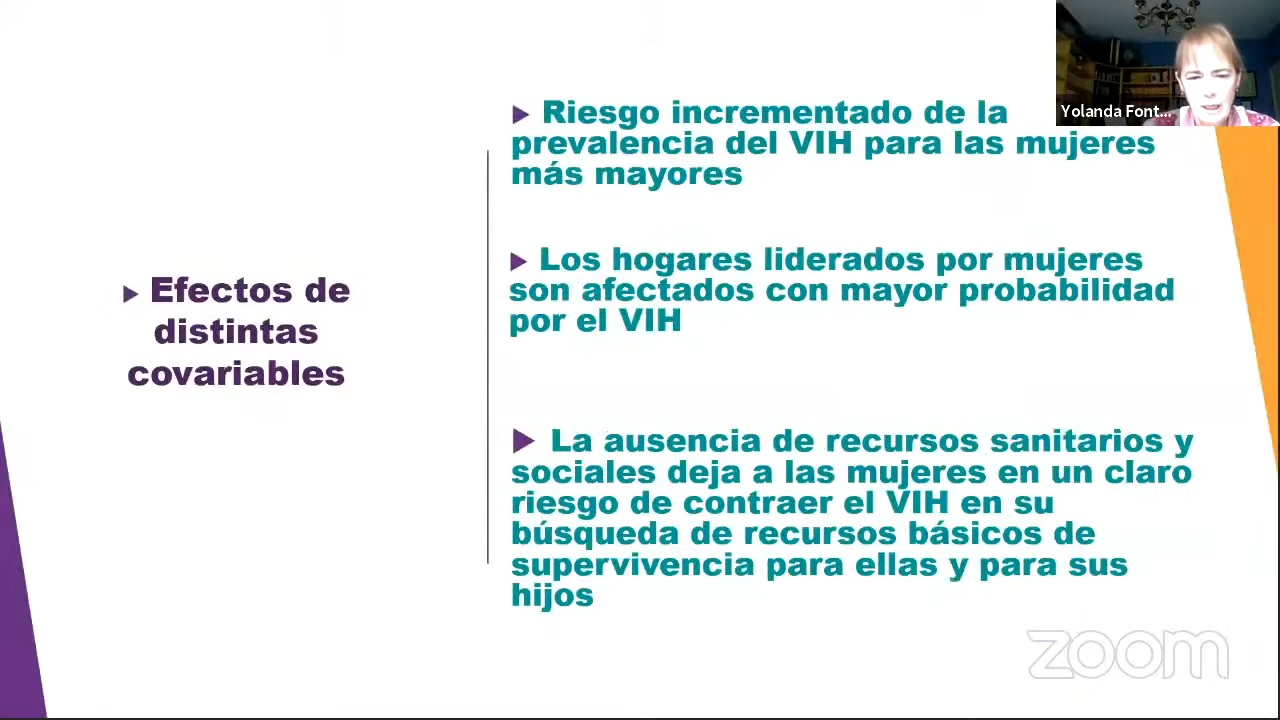 Efectos de
distintas
covariables
Riesgo incrementado de la
prevalencia del VIH para las mujeres
más mayores
Los hogares liderados por mujeres
son afectados con mayor probabilidad
por el VIH
La ausencia de recursos sanitarios y
sociales deja a las mujeres en un claro
riesgo de contraer el VIH en su
búsqueda de recursos básicos de
supervivencia para ellas y para sus
hijos
Yolanda Font...
zoom